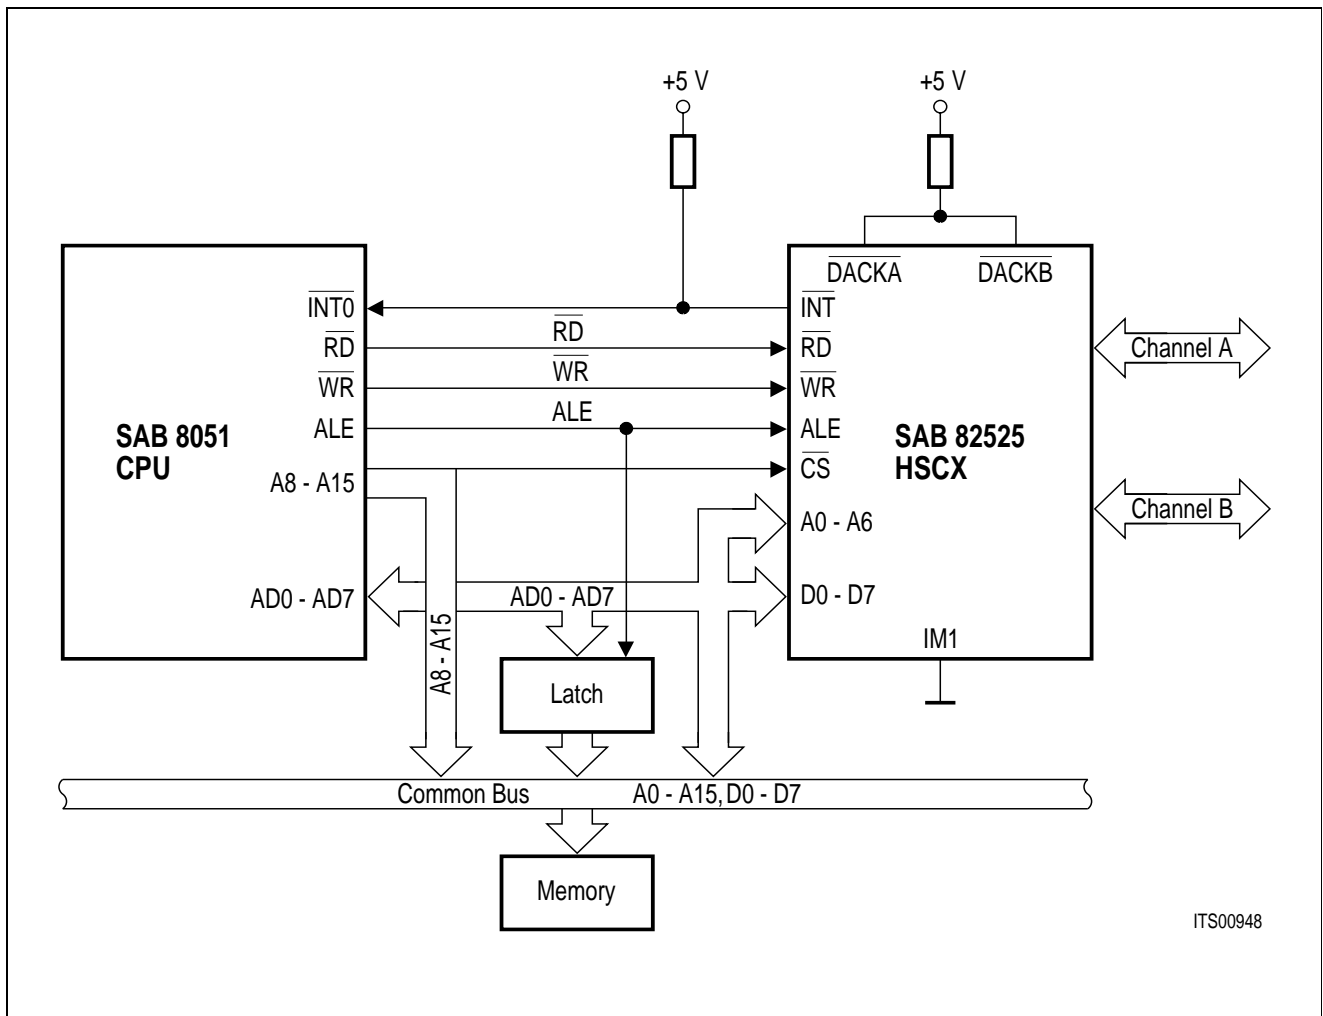 +5 V
+5 V
DACKA
DACKB
INT0
INT
RD
RD
RD
WR
WR
WR
ALE
ALE
ALE
SAB 8051
CPU
SAB 82525
HSCX
Channel A
A8 - A15
CS
A0 - A6
Channel B
AD0 - AD7
AD0 - AD7
D0 - D7
A8 - A15
IM1
Latch
Common Bus
A0 - A15, D0 - D7
Memory
ITS00948